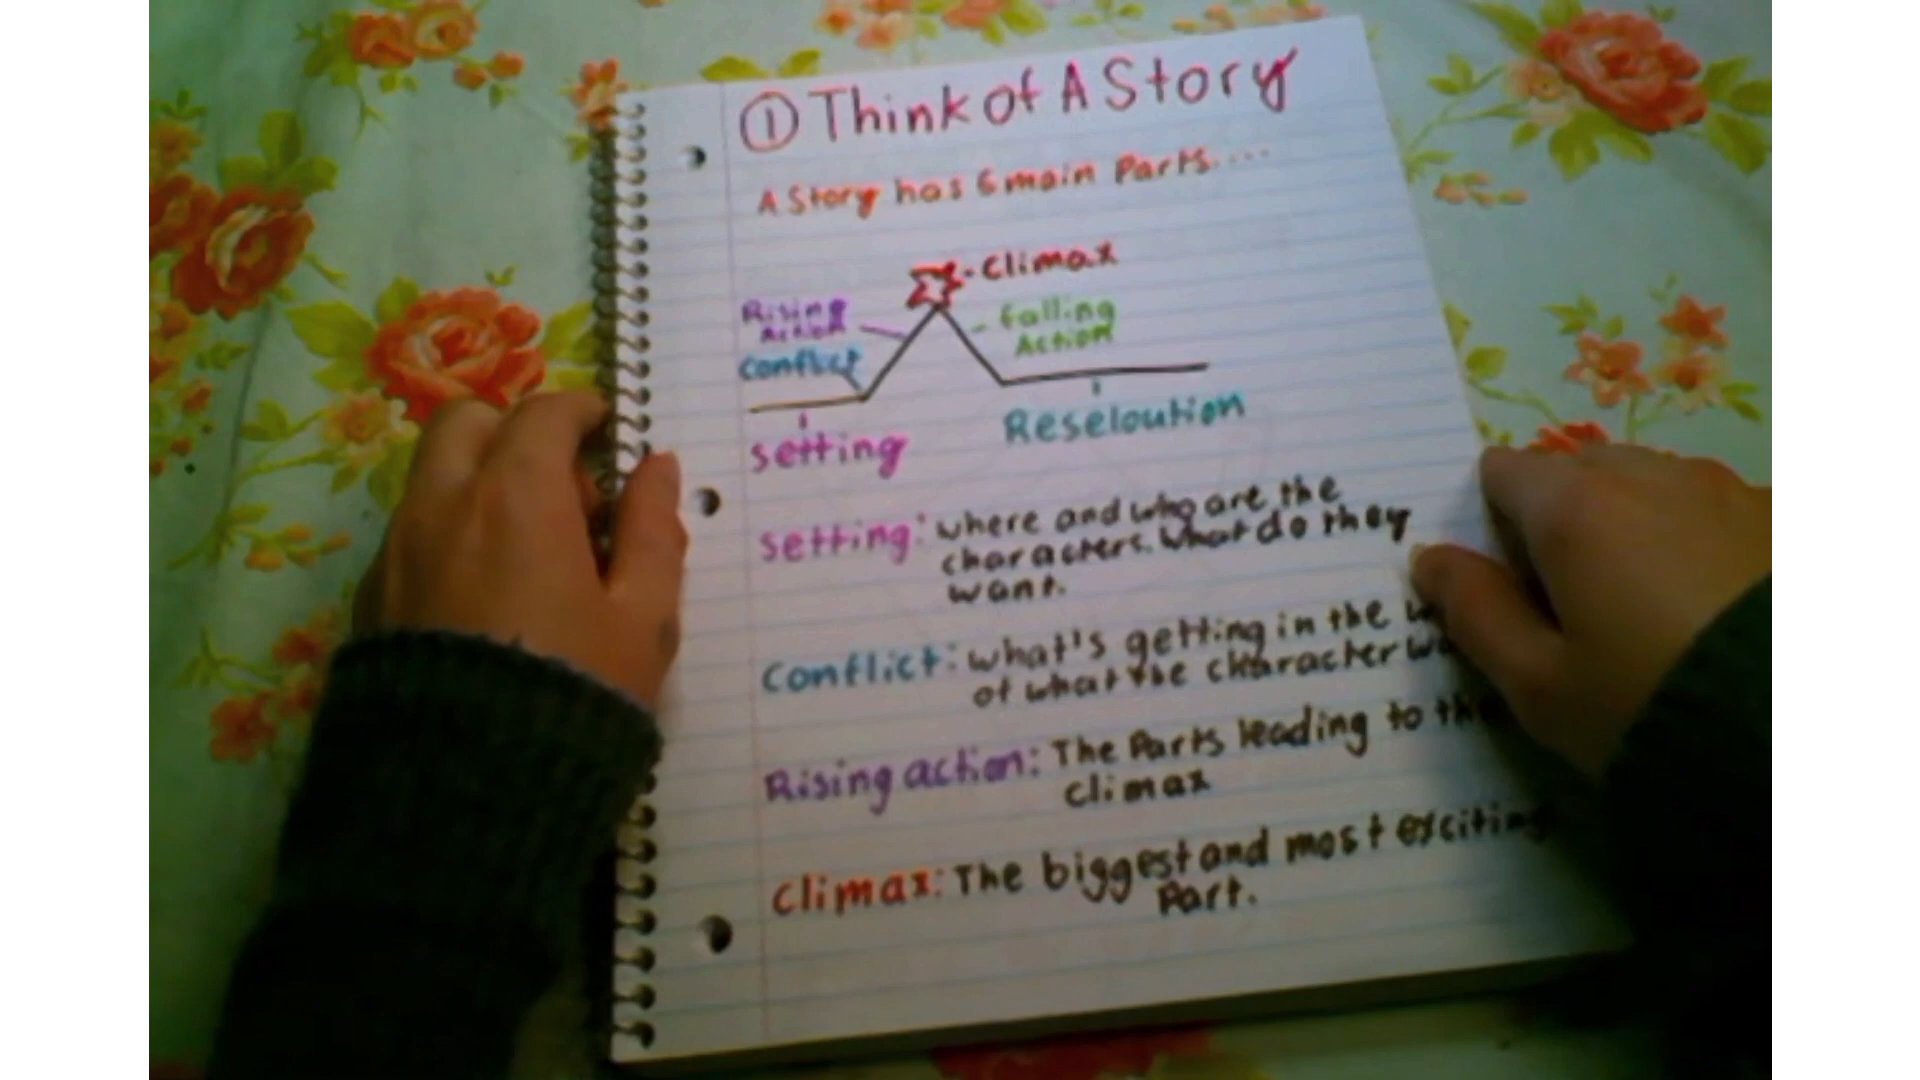 ① Think Of A Story
A Story has 6 main Parts....
- Climax
Rising
Action
- falling
Action
Conflict
Reseloution
setting
setting: where and who are the
characters. What do they
want.
Conflict: what's getting in the
of what the character
Rising action: The Parts leading to
climax
Climax: The biggest and most exciting
Part.